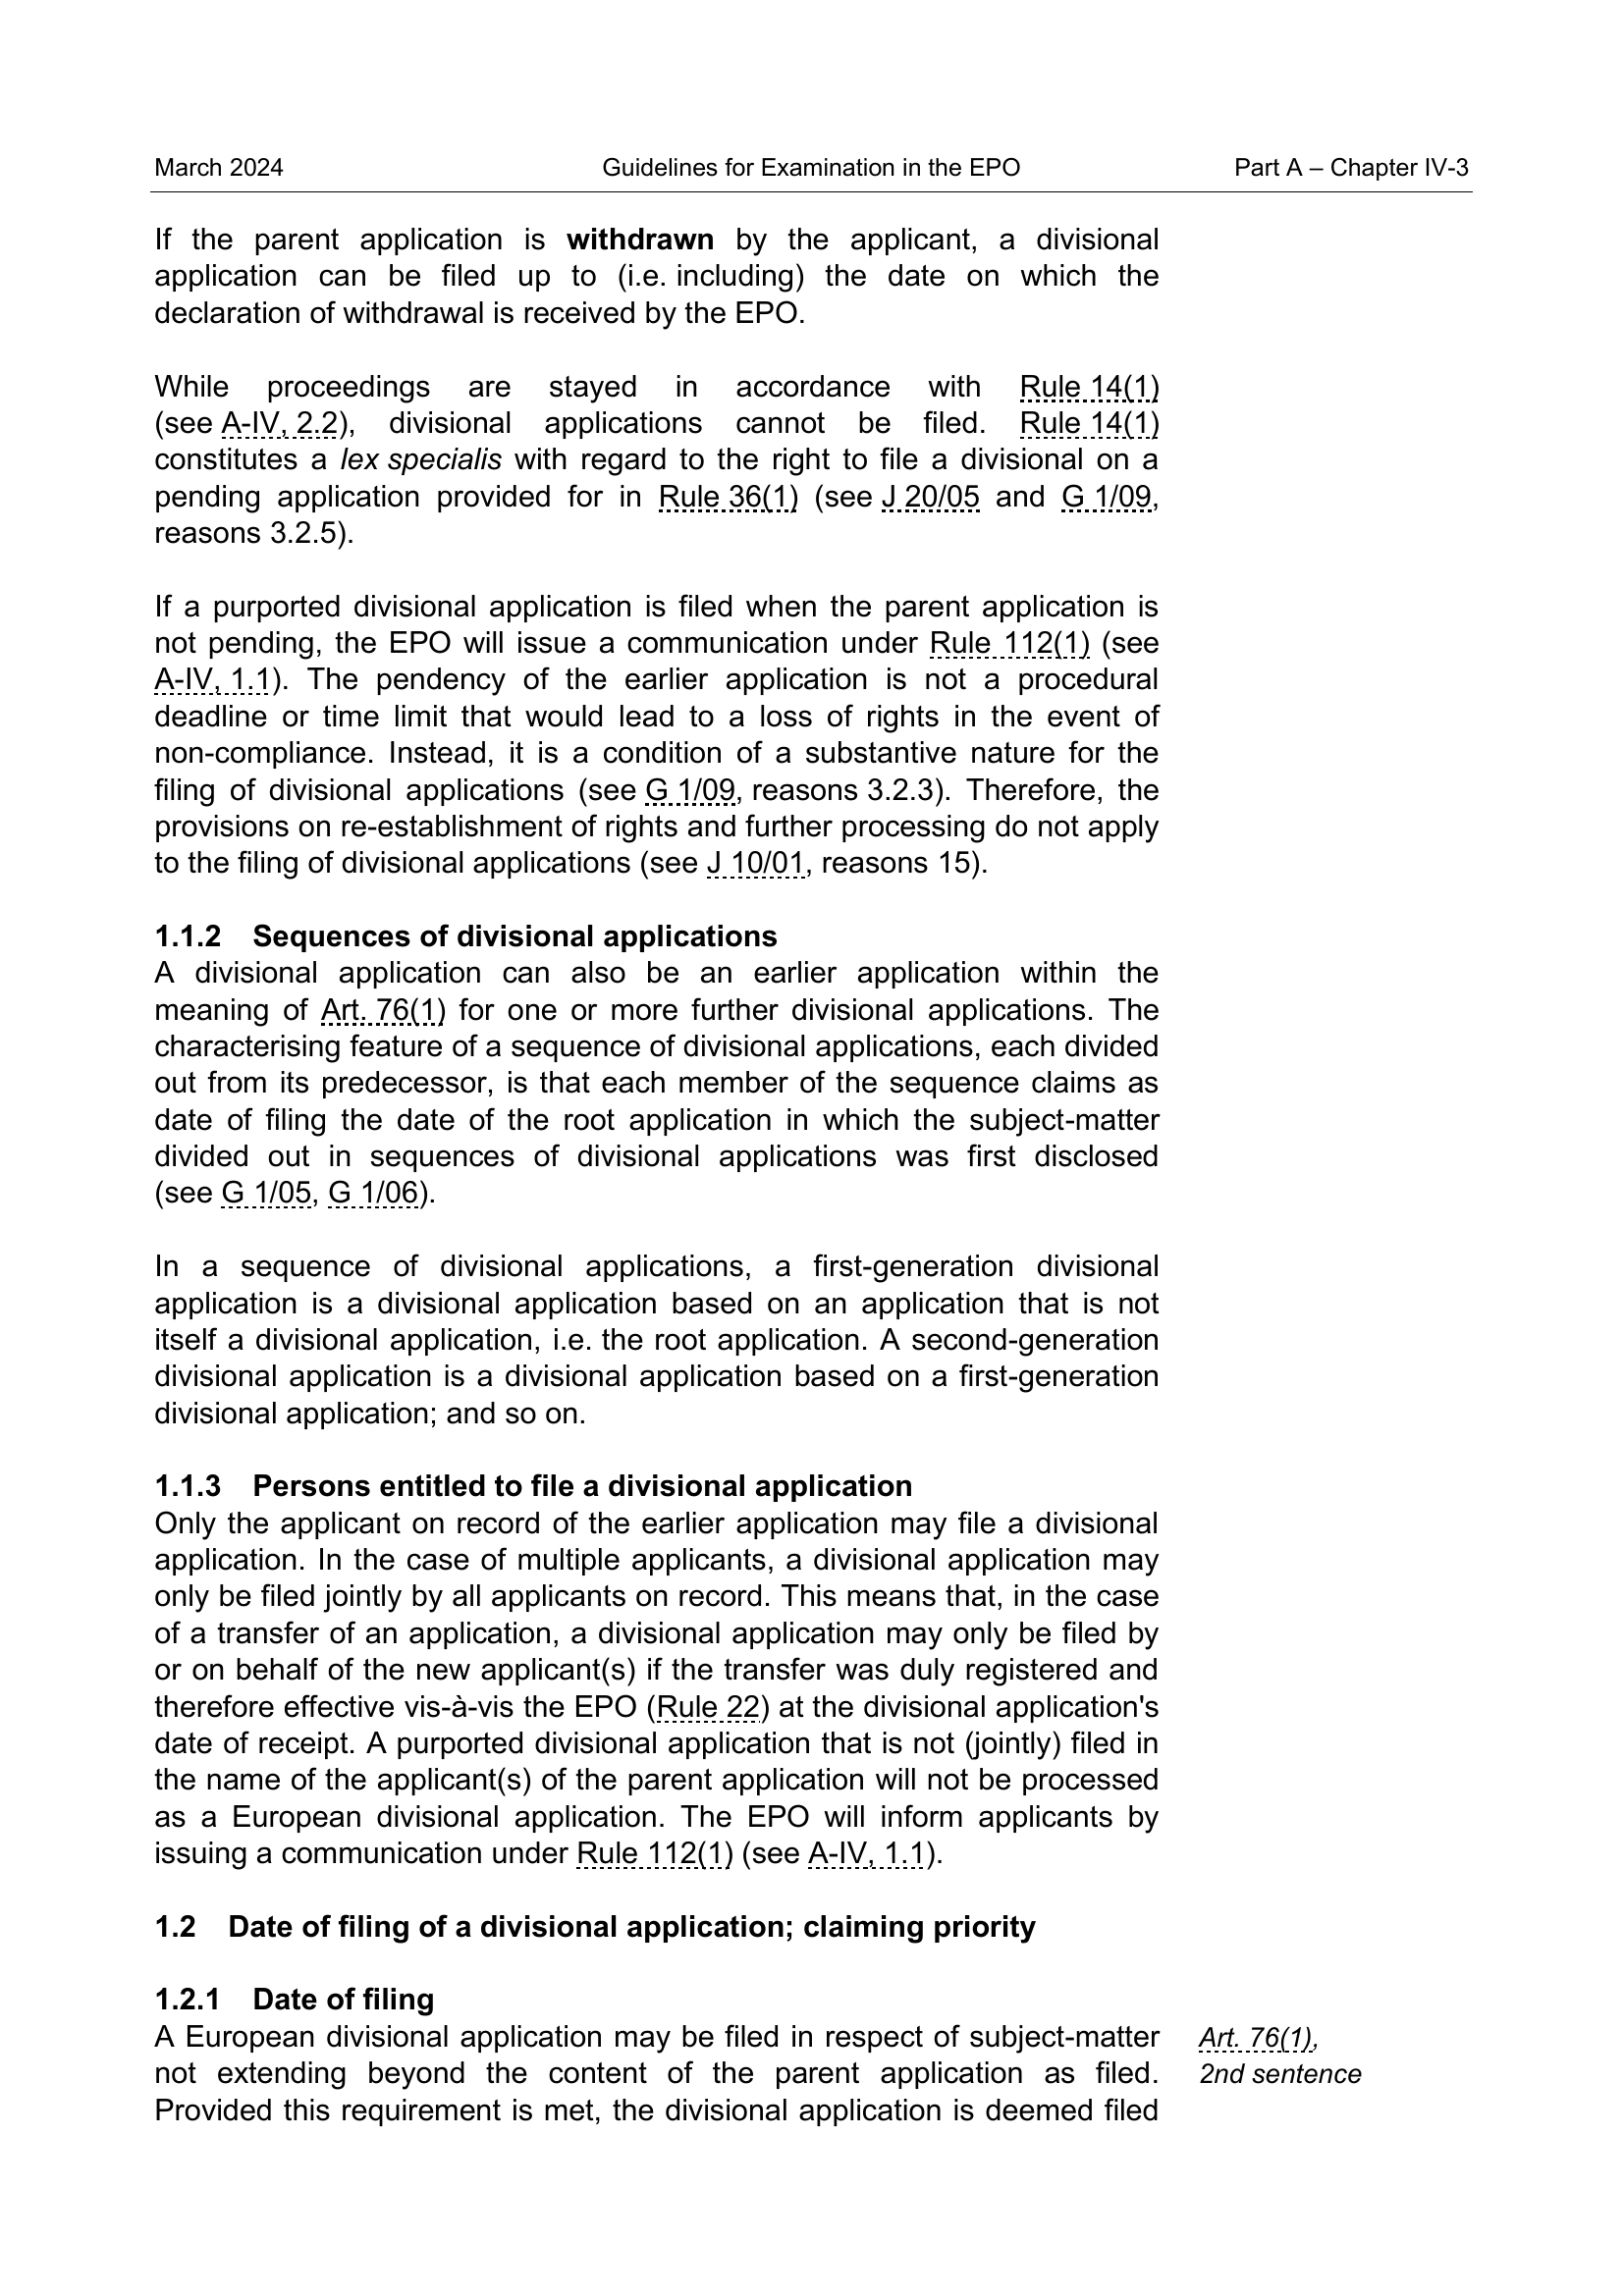 March 2024 Guidelines for Examination in the EPO Part A – Chapter IV-3
If the parent application is withdrawn by the applicant, a divisional
application can be filed up to (i.e. including) the date on which the
declaration of withdrawal is received by the EPO.
While proceedings are stayed in accordance with Rule 14(1)
(see A-IV, 2.2), divisional applications cannot be filed. Rule 14(1)
constitutes a lex specialis with regard to the right to file a divisional on a
pending application provided for in Rule 36(1) (see J 20/05 and G 1/09,
reasons 3.2.5).
If a purported divisional application is filed when the parent application is
not pending, the EPO will issue a communication under Rule 112(1) (see
A-IV, 1.1). The pendency of the earlier application is not a procedural
deadline or time limit that would lead to a loss of rights in the event of
non-compliance. Instead, it is a condition of a substantive nature for the
filing of divisional applications (see G 1/09, reasons 3.2.3). Therefore, the
provisions on re-establishment of rights and further processing do not apply
to the filing of divisional applications (see J 10/01, reasons 15).
1.1.2 Sequences of divisional applications
A divisional application can also be an earlier application within the
meaning of Art. 76(1) for one or more further divisional applications. The
characterising feature of a sequence of divisional applications, each divided
out from its predecessor, is that each member of the sequence claims as
date of filing the date of the root application in which the subject-matter
divided out in sequences of divisional applications was first disclosed
(see G 1/05, G 1/06).
In a sequence of divisional applications, a first-generation divisional
application is a divisional application based on an application that is not
itself a divisional application, i.e. the root application. A second-generation
divisional application is a divisional application based on a first-generation
divisional application; and so on.
1.1.3 Persons entitled to file a divisional application
Only the applicant on record of the earlier application may file a divisional
application. In the case of multiple applicants, a divisional application may
only be filed jointly by all applicants on record. This means that, in the case
of a transfer of an application, a divisional application may only be filed by
or on behalf of the new applicant(s) if the transfer was duly registered and
therefore effective vis-à-vis the EPO (Rule 22) at the divisional application's
date of receipt. A purported divisional application that is not (jointly) filed in
the name of the applicant(s) of the parent application will not be processed
as a European divisional application. The EPO will inform applicants by
issuing a communication under Rule 112(1) (see A-IV, 1.1).
1.2 Date of filing of a divisional application; claiming priority
1.2.1 Date of filing
A European divisional application may be filed in respect of subject-matter
not extending beyond the content of the parent application as filed.
Provided this requirement is met, the divisional application is deemed filed
Art. 76(1),
2nd sentence